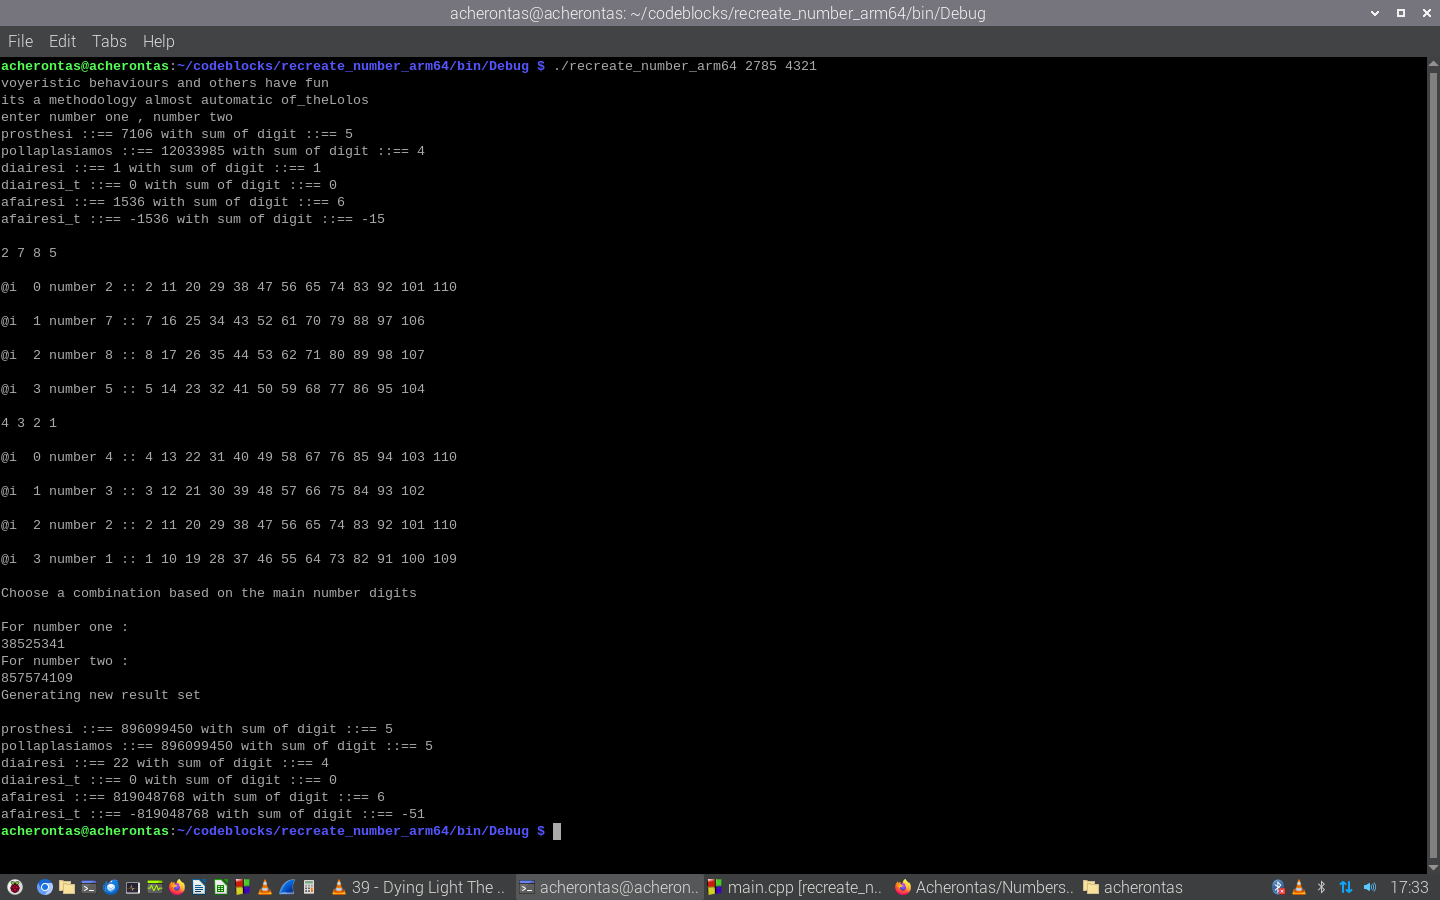 acherontas@acherontas: ~/codeblocks/recreate_number_arm64/bin/Debug
File Edit Tabs Help
acherontas@acherontas:~/codeblocks/recreate_number_arm64/bin/Debug $ ./recreate_number_arm64 2785 4321
voyeristic behaviours and others have fun
its a methodology almost automatic of_theLolos
enter number one , number two
prosthesi ::== 7106 with sum of digit ::== 5
pollaplasiamos ::== 12033985 with sum of digit ::== 4
diairesi ::== 1 with sum of digit ::== 1
diairesi_t ::== 0 with sum of digit ::== 0
afairesi ::== 1536 with sum of digit ::== 6
afairesi_t ::== -1536 with sum of digit ::== -15
2 7 8 5
@i  0 number 2 :: 2 11 20 29 38 47 56 65 74 83 92 101 110
@i  1 number 7 :: 7 16 25 34 43 52 61 70 79 88 97 106
@i  2 number 8 :: 8 17 26 35 44 53 62 71 80 89 98 107
@i  3 number 5 :: 5 14 23 32 41 50 59 68 77 86 95 104
4 3 2 1
@i  0 number 4 :: 4 13 22 31 40 49 58 67 76 85 94 103 110
@i  1 number 3 :: 3 12 21 30 39 48 57 66 75 84 93 102
@i  2 number 2 :: 2 11 20 29 38 47 56 65 74 83 92 101 110
@i  3 number 1 :: 1 10 19 28 37 46 55 64 73 82 91 100 109
Choose a combination based on the main number digits
For number one :
38525341
For number two :
857574109
Generating new result set
prosthesi ::== 896099450 with sum of digit ::== 5
pollaplasiamos ::== 896099450 with sum of digit ::== 5
diairesi ::== 22 with sum of digit ::== 4
diairesi_t ::== 0 with sum of digit ::== 0
afairesi ::== 819048768 with sum of digit ::== 6
afairesi_t ::== -819048768 with sum of digit ::== -51
acherontas@acherontas:~/codeblocks/recreate_number_arm64/bin/Debug $
39 - Dying Light The .. acherontas@acheron.. main.cpp [recreate_n.. Acherontas/Numbers.. acherontas 17:33